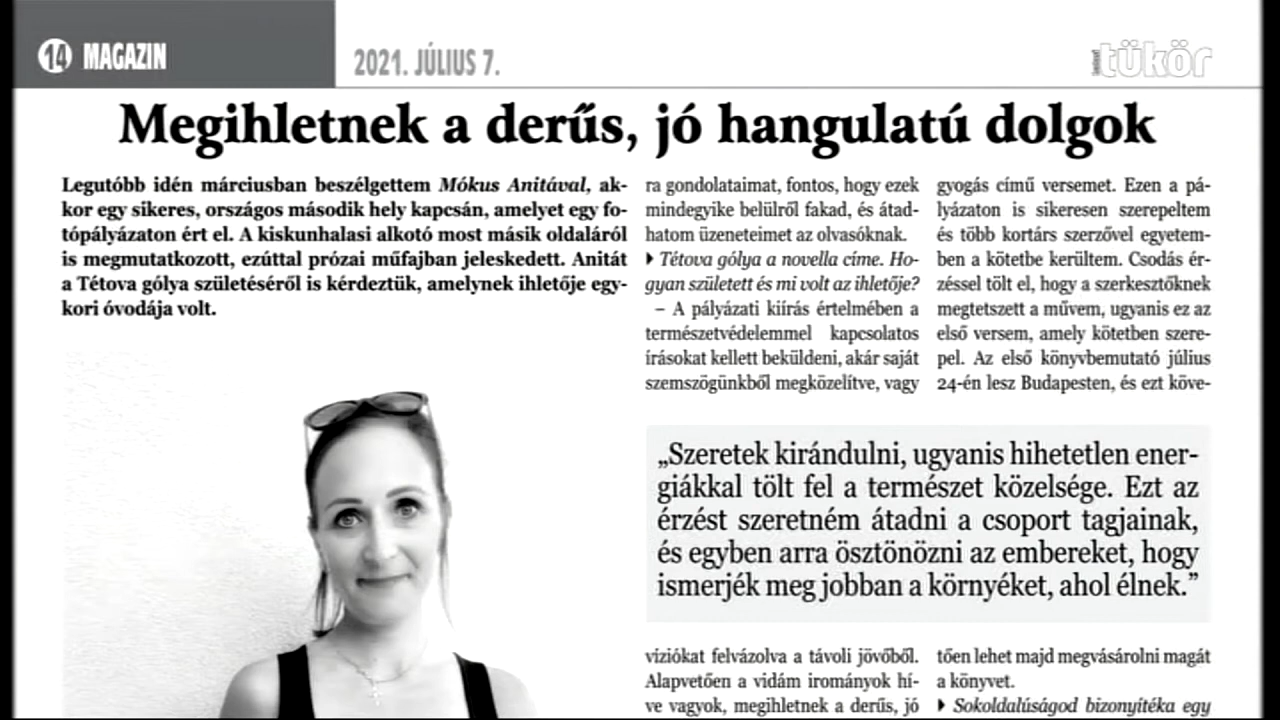 14 MAGAZIN
2021. JÚLIUS 7.
tükör
Megihletnek a derűs, jó hangulatú dolgok
Legutóbb idén márciusban beszélgettem Mókus Anitával, ak-
kor egy sikeres, országos második hely kapcsán, amelyet egy fo-
tópályázaton ért el. A kiskunhalasi alkotó most másik oldaláról
is megmutatkozott, ezúttal prózai műfajban jeleskedett. Anitát
a Tétova gólya születéséről is kérdeztük, amelynek ihletője egy-
kori óvodája volt.
ra gondolataimat, fontos, hogy ezek
mindegyike belülről fakad, és átad-
hatom üzeneteimet az olvasóknak.
Tétova gólya a novella címe. Ho-
gyan született és mi volt az ihletője?
– A pályázati kiírás értelmében a
természetvédelemmel kapcsolatos
írásokat kellett beküldeni, akár saját
szemszögünkből megközelítve, vagy
„Szeretek kirándulni, ugyanis hihetetlen ener-
giákkal tölt fel a természet közelsége. Ezt az
érzést szeretném átadni a csoport tagjainak,
és egyben arra ösztönözni az embereket, hogy
ismerjék meg jobban a környéket, ahol élnek.”
víziókat felvázolva a távoli jövőből.
Alapvetően a vidám irományok hí-
ve vagyok, megihletnek a derűs, jó
gyogás című versemet. Ezen a pá-
lyázaton is sikeresen szerepeltem
és több kortárs szerzővel egyetem-
ben a kötetbe kerültem. Csodás ér-
zéssel tölt el, hogy a szerkesztőknek
megtetszett a művem, ugyanis ez az
első versem, amely kötetben szere-
pel. Az első könyvbemutató július
24-én lesz Budapesten, és ezt köve-
tően lehet majd megvásárolni magát
a könyvet.
Sokoldalúságod bizonyítéka egy